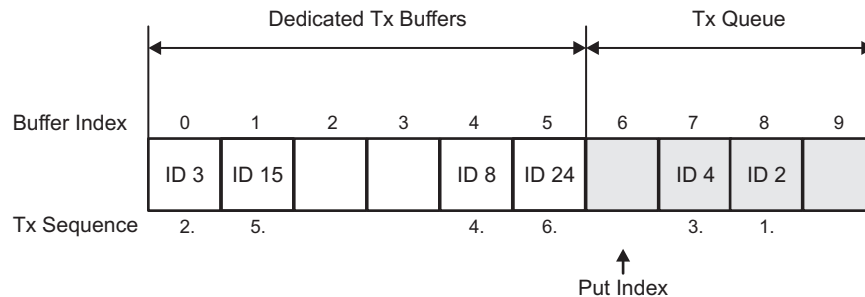 Dedicated Tx Buffers Tx Queue
Buffer Index 0 1 2 3 4 5 6 7 8 9
ID 3 ID 15 ID 8 ID 24 ID 4 ID 2
Tx Sequence 2. 5. 4. 6. 3. 1.
Put Index